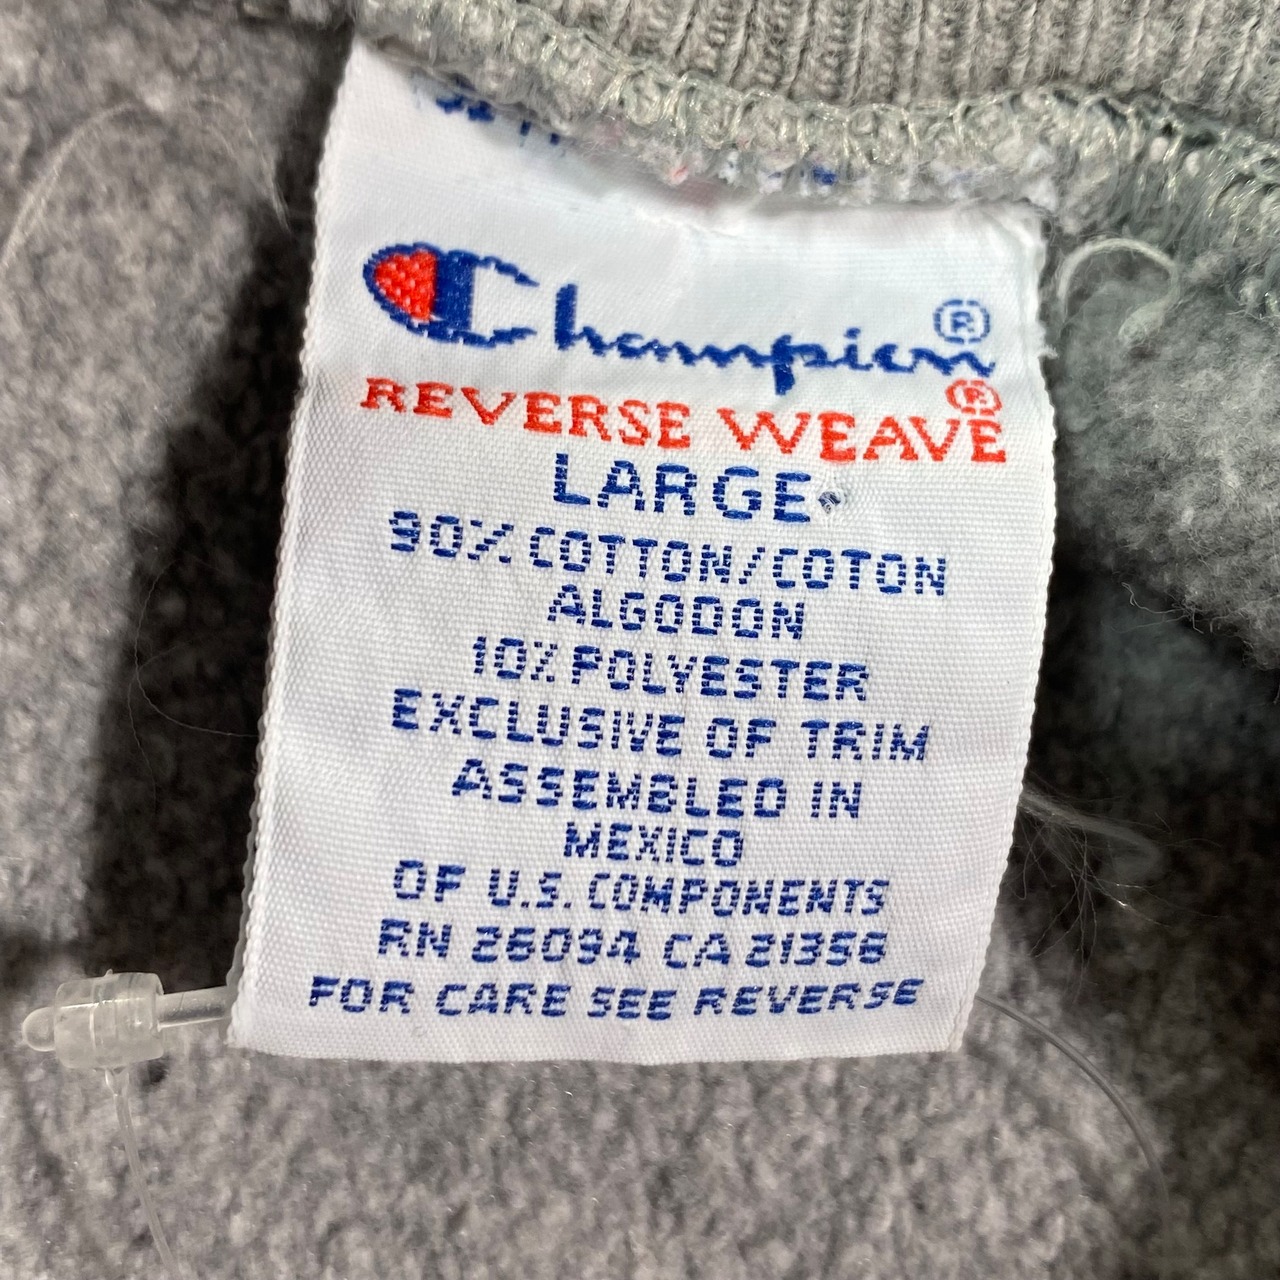 Champion®
REVERSE WEAVE®
LARGE
90% COTTON/COTON
ALGODON
10% POLYESTER
EXCLUSIVE OF TRIM
ASSEMBLED IN
MEXICO
OF U.S. COMPONENTS
RN 26094 CA 21358
FOR CARE SEE REVERSE